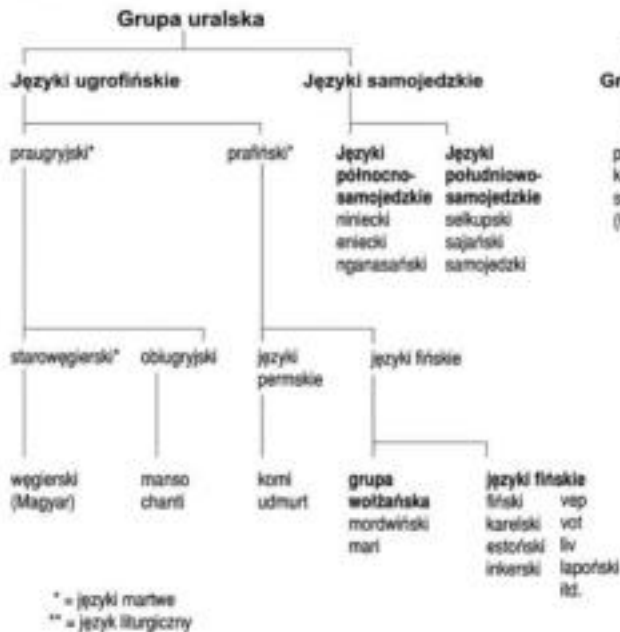 Grupa uralska
Języki ugrofińskie
Języki samojedzkie
praugryjski*
prafiński*
Języki
północno-
samojedzkie
niniecki
eniecki
nganasański
Języki
południowo-
samojedzkie
selkupski
sajański
samojedzki
starowęgierski*
obiugryjski
języki
permskie
języki fińskie
węgierski
(Magyar)
manso
chanti
komi
udmurt
grupa
wołżańska
mordwiński
mari
języki fińskie
fiński
karelski
estoński
inkerski
vep
vot
liv
lapoński
itd.
* = języki martwe
** = język liturgiczny